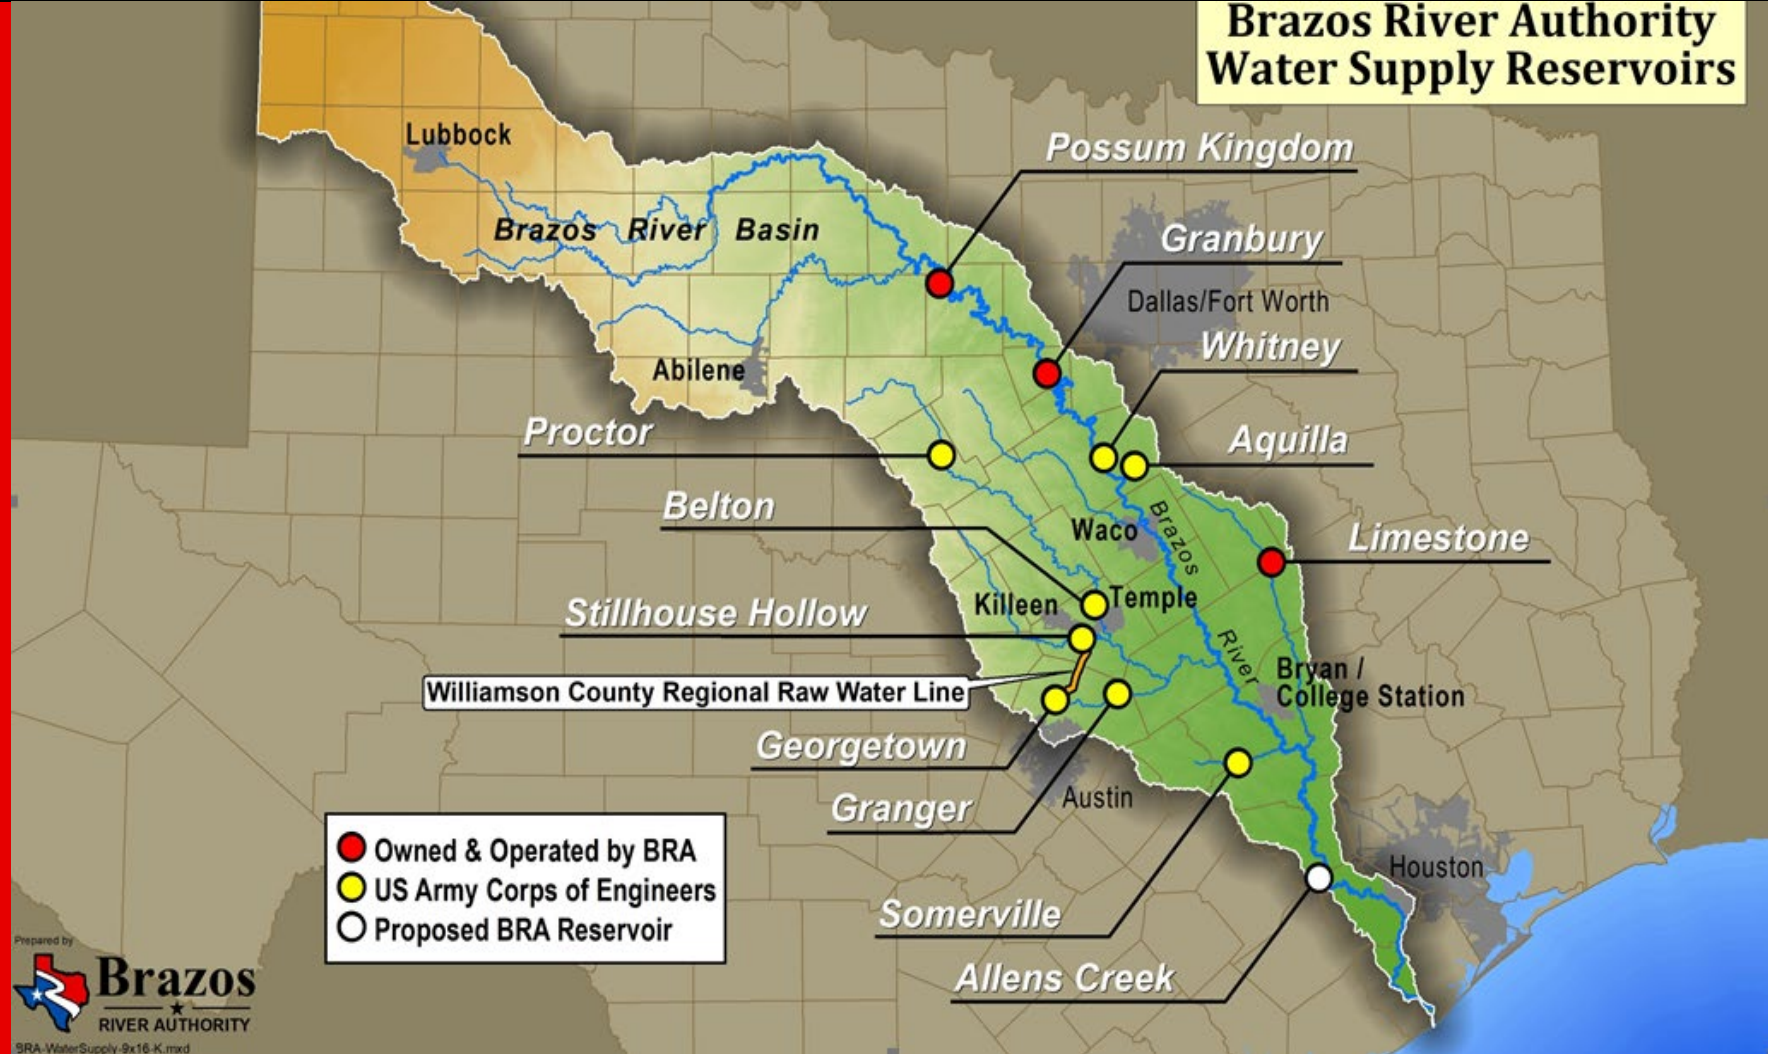 Brazos River Authority
Water Supply Reservoirs
Lubbock
Possum Kingdom
Brazos River Basin
Granbury
Dallas/Fort Worth
Whitney
Abilene
Proctor
Aquilla
Belton
Waco
Brazos
River
Limestone
Killeen
Temple
Stillhouse Hollow
Bryan /
College Station
Williamson County Regional Raw Water Line
Georgetown
Austin
Granger
Houston
Somerville
Allens Creek
Owned & Operated by BRA
US Army Corps of Engineers
Proposed BRA Reservoir
Prepared by
Brazos
RIVER AUTHORITY
BRA-WaterSupply-9x16-K.mxd